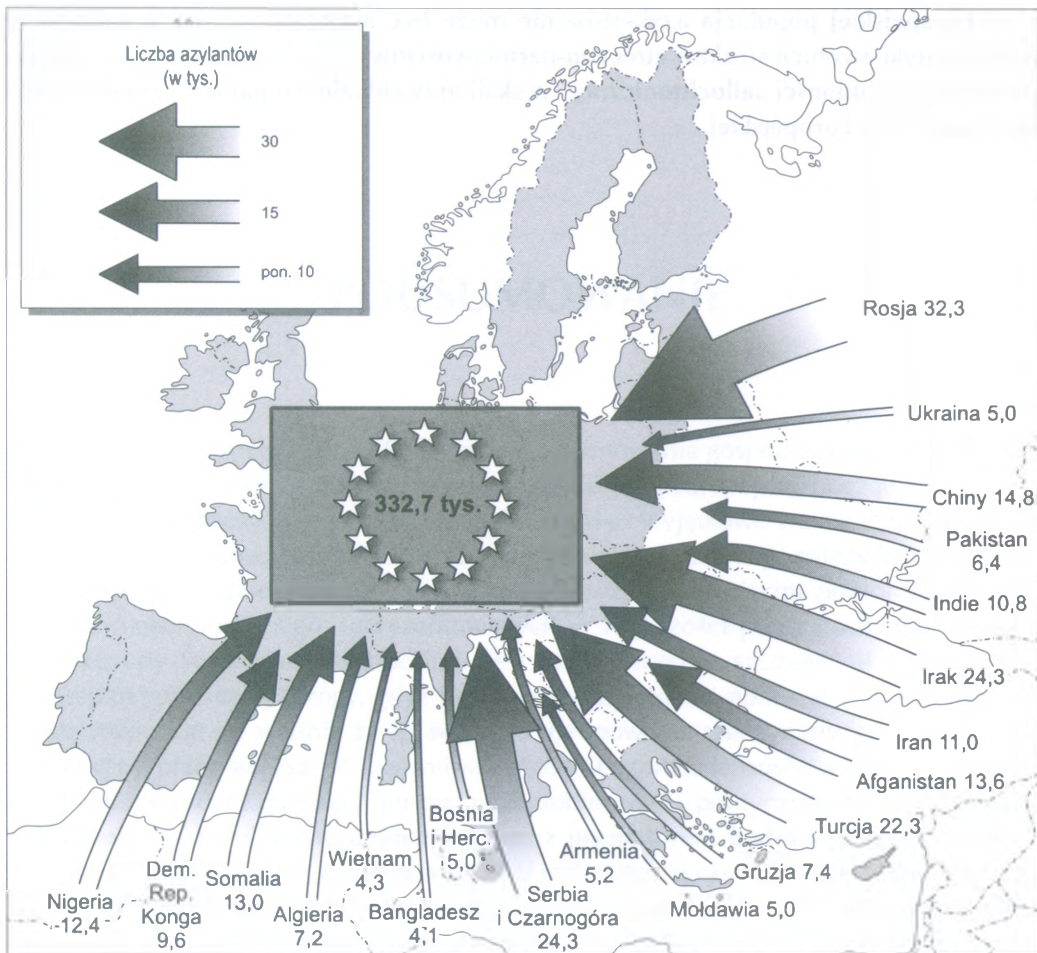 Liczba azylantów
(w tys.)
30
15
pon. 10
Rosja 32,3
Ukraina 5,0
332,7 tys.
Chiny 14,8
Pakistan
6,4
Indie 10,8
Irak 24,3
Iran 11,0
Afganistan 13,6
Turcja 22,3
Gruzja 7,4
Mołdawia 5,0
Armenia
5,2
Serbia
i Czarnogóra
24,3
Bośnia
i Herc.
5,0
Bangladesz
4,1
Wietnam
4,3
Algieria
7,2
Somalia
13,0
Dem.
Rep.
Konga
9,6
Nigeria
12,4